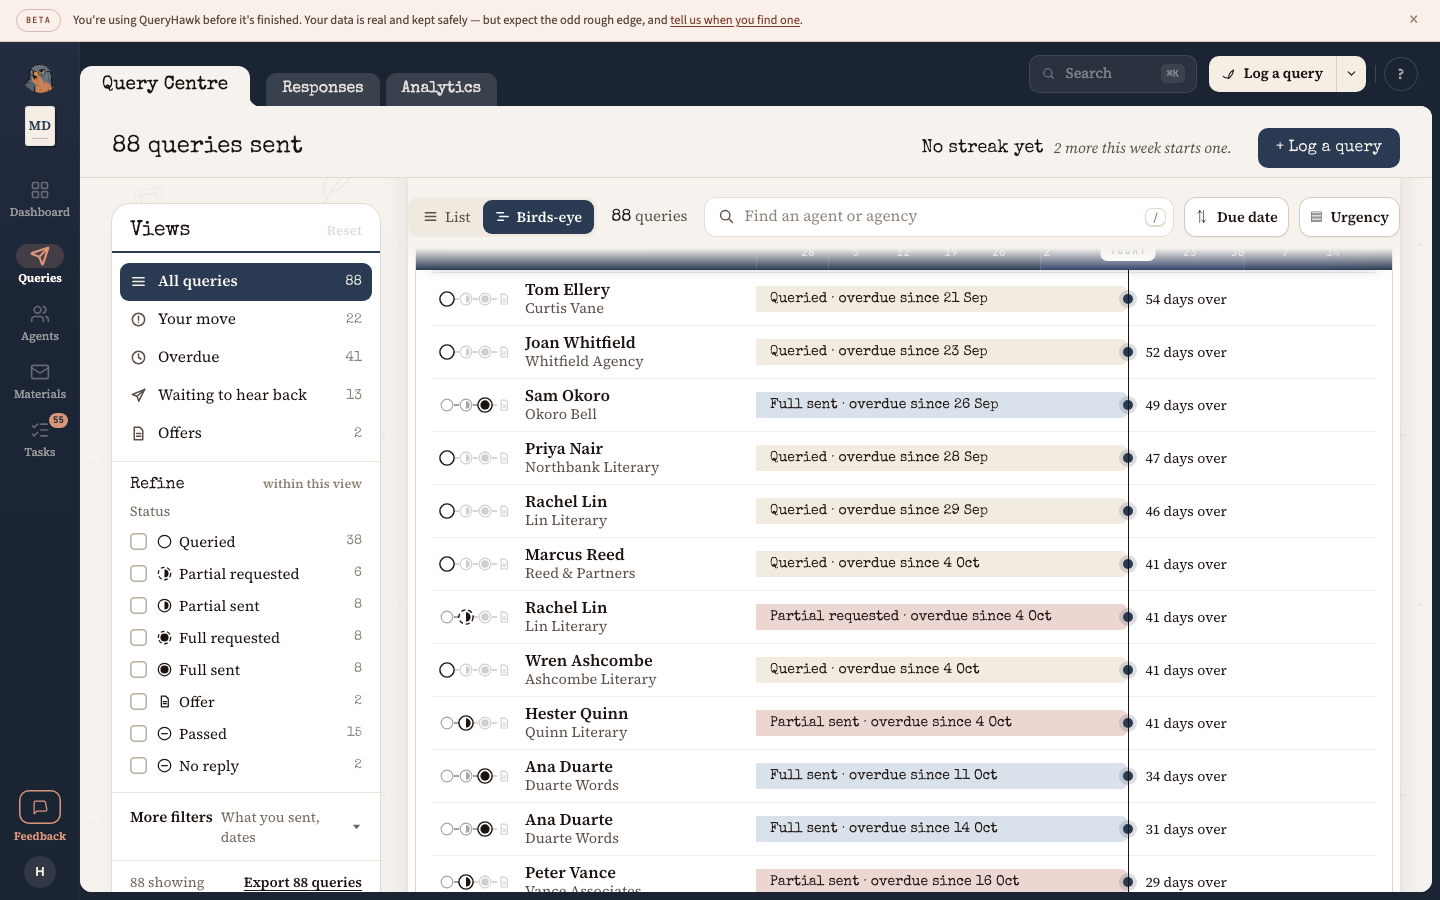 BETA
You're using QueryHawk before it's finished. Your data is real and kept safely — but expect the odd rough edge, and tell us when you find one.
×
MD
Dashboard
Queries
Agents
Materials
55
Tasks
Feedback
H
Query Centre
Responses
Analytics
Search
⌘K
Log a query
?
88 queries sent
No streak yet
2 more this week starts one.
+ Log a query
Views
Reset
All queries 88
Your move 22
Overdue 41
Waiting to hear back 13
Offers 2
Refine
within this view
Status
Queried 38
Partial requested 6
Partial sent 8
Full requested 8
Full sent 8
Offer 2
Passed 15
No reply 2
More filters
What you sent, dates
88 showing
Export 88 queries
List
Birds-eye
88 queries
Find an agent or agency
/
Due date
Urgency
5 12 19 26 2 TODAY 23 30 7 14
Tom Ellery
Curtis Vane
Queried · overdue since 21 Sep
54 days over
Joan Whitfield
Whitfield Agency
Queried · overdue since 23 Sep
52 days over
Sam Okoro
Okoro Bell
Full sent · overdue since 26 Sep
49 days over
Priya Nair
Northbank Literary
Queried · overdue since 28 Sep
47 days over
Rachel Lin
Lin Literary
Queried · overdue since 29 Sep
46 days over
Marcus Reed
Reed & Partners
Queried · overdue since 4 Oct
41 days over
Rachel Lin
Lin Literary
Partial requested · overdue since 4 Oct
41 days over
Wren Ashcombe
Ashcombe Literary
Queried · overdue since 4 Oct
41 days over
Hester Quinn
Quinn Literary
Partial sent · overdue since 4 Oct
41 days over
Ana Duarte
Duarte Words
Full sent · overdue since 11 Oct
34 days over
Ana Duarte
Duarte Words
Full sent · overdue since 14 Oct
31 days over
Peter Vance
Vance Associates
Partial sent · overdue since 16 Oct
29 days over